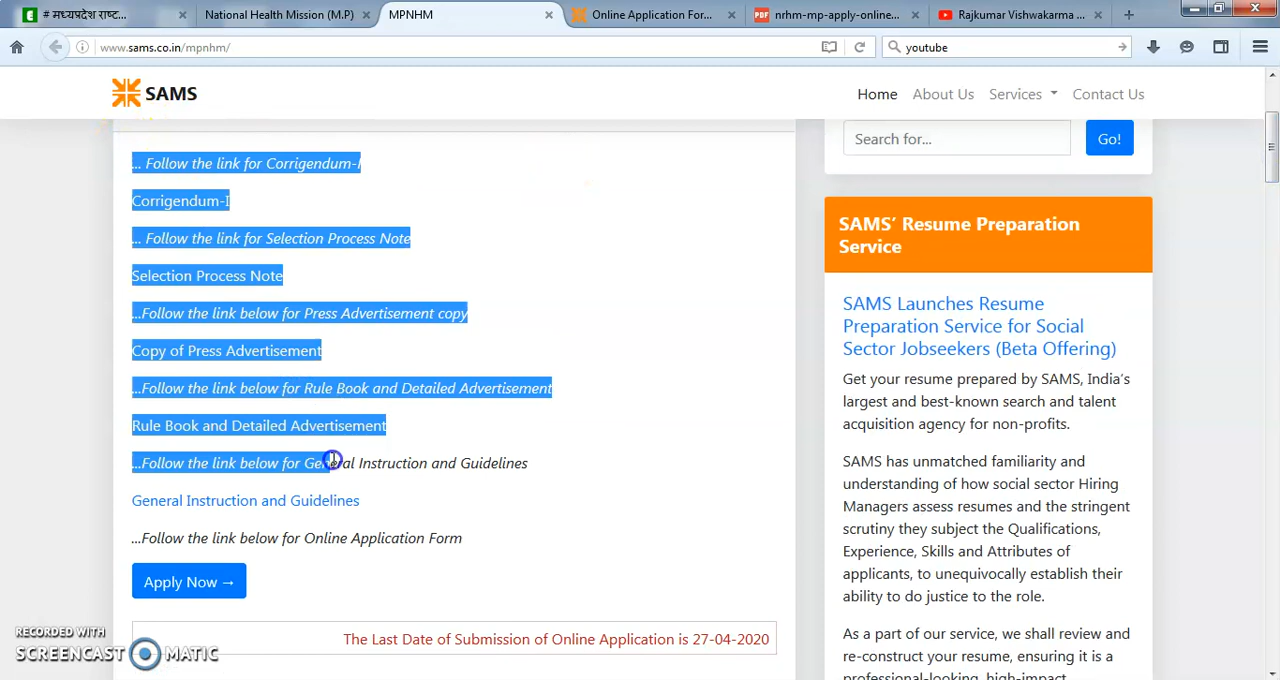 # मध्यप्रदेश राष्ट...
National Health Mission (M.P)
MPNHM
Online Application For...
nrhm-mp-apply-online...
Rajkumar Vishwakarma ...
www.sams.co.in/mpnhm/
youtube
SAMS
Home
About Us
Services
Contact Us
... Follow the link for Corrigendum-I
Corrigendum-I
... Follow the link for Selection Process Note
Selection Process Note
...Follow the link below for Press Advertisement copy
Copy of Press Advertisement
...Follow the link below for Rule Book and Detailed Advertisement
Rule Book and Detailed Advertisement
...Follow the link below for General Instruction and Guidelines
General Instruction and Guidelines
...Follow the link below for Online Application Form
Apply Now →
The Last Date of Submission of Online Application is 27-04-2020
Search for...
Go!
SAMS’ Resume Preparation
Service
SAMS Launches Resume
Preparation Service for Social
Sector Jobseekers (Beta Offering)
Get your resume prepared by SAMS, India’s
largest and best-known search and talent
acquisition agency for non-profits.
SAMS has unmatched familiarity and
understanding of how social sector Hiring
Managers assess resumes and the stringent
scrutiny they subject the Qualifications,
Experience, Skills and Attributes of
applicants, to unequivocally establish their
ability to do justice to the role.
As a part of our service, we shall review and
re-construct your resume, ensuring it is a
professional-looking, high-impact
RECORDED WITH
SCREENCAST MATIC